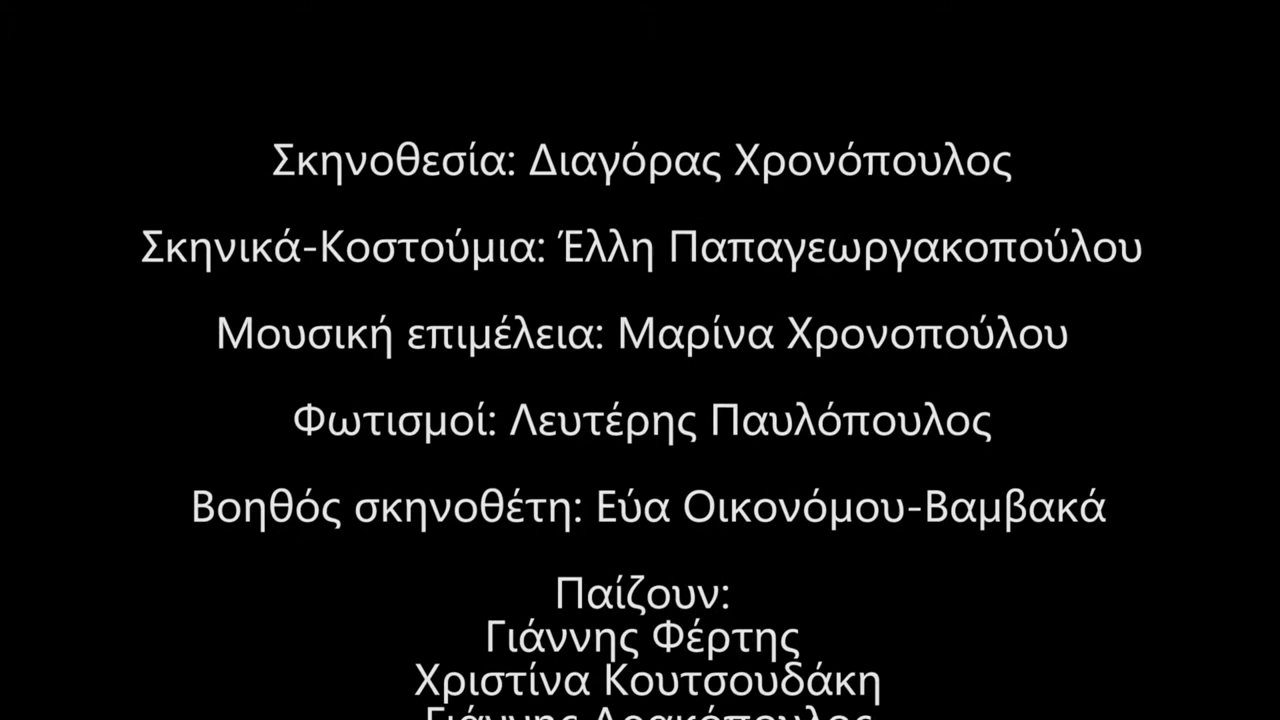 Σκηνοθεσία: Διαγόρας Χρονόπουλος
Σκηνικά-Κοστούμια: Έλλη Παπαγεωργακοπούλου
Μουσική επιμέλεια: Μαρίνα Χρονοπούλου
Φωτισμοί: Λευτέρης Παυλόπουλος
Βοηθός σκηνοθέτη: Εύα Οικονόμου-Βαμβακά
Παίζουν:
Γιάννης Φέρτης
Χριστίνα Κουτσουδάκη
Γιάννης